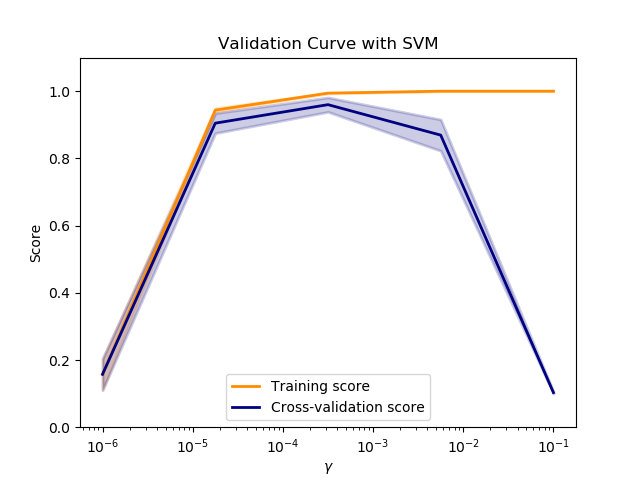 Validation Curve with SVM
Score
1.0
0.8
0.6
0.4
0.2
0.0
Training score
Cross-validation score
10⁻⁶ 10⁻⁵ 10⁻⁴ 10⁻³ 10⁻² 10⁻¹
γ